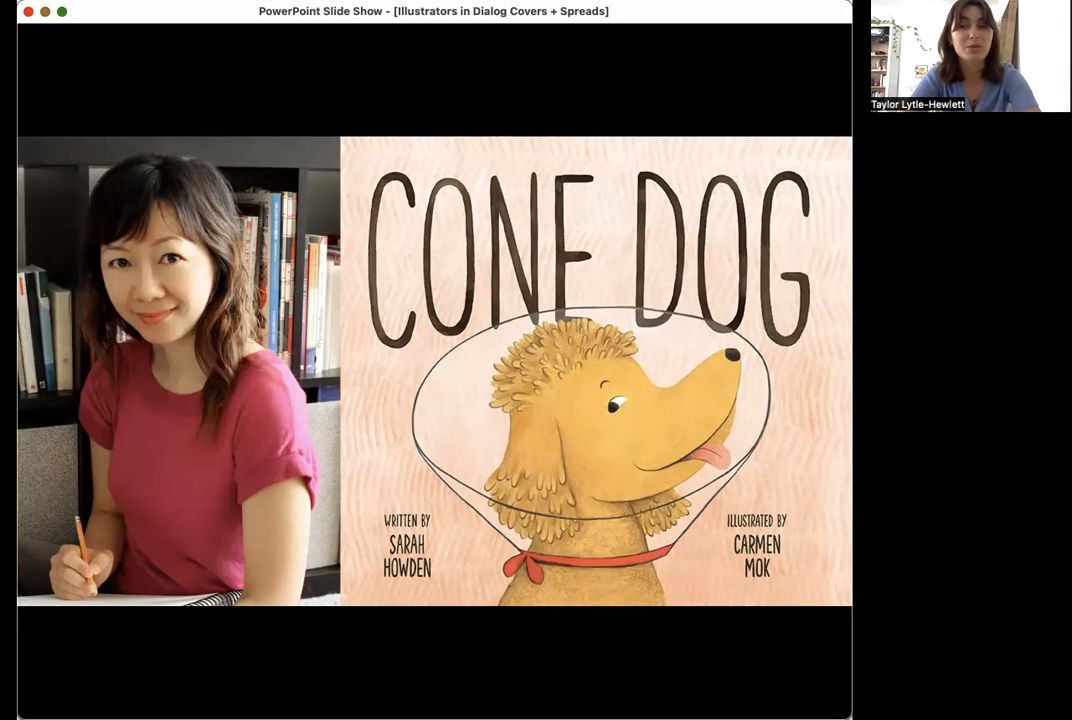 PowerPoint Slide Show - [Illustrators in Dialog Covers + Spreads]
Taylor Lytle-Hewlett
CONE DOG
WRITTEN BY
SARAH
HOWDEN
ILLUSTRATED BY
CARMEN
MOK